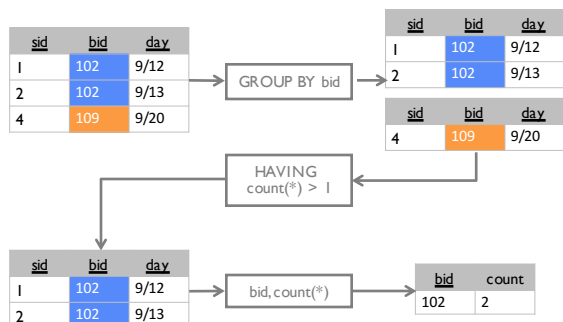 sid bid day
1 102 9/12
2 102 9/13
4 109 9/20
GROUP BY bid
sid bid day
1 102 9/12
2 102 9/13
sid bid day
4 109 9/20
HAVING
count(*) > 1
sid bid day
1 102 9/12
2 102 9/13
bid, count(*)
bid count
102 2